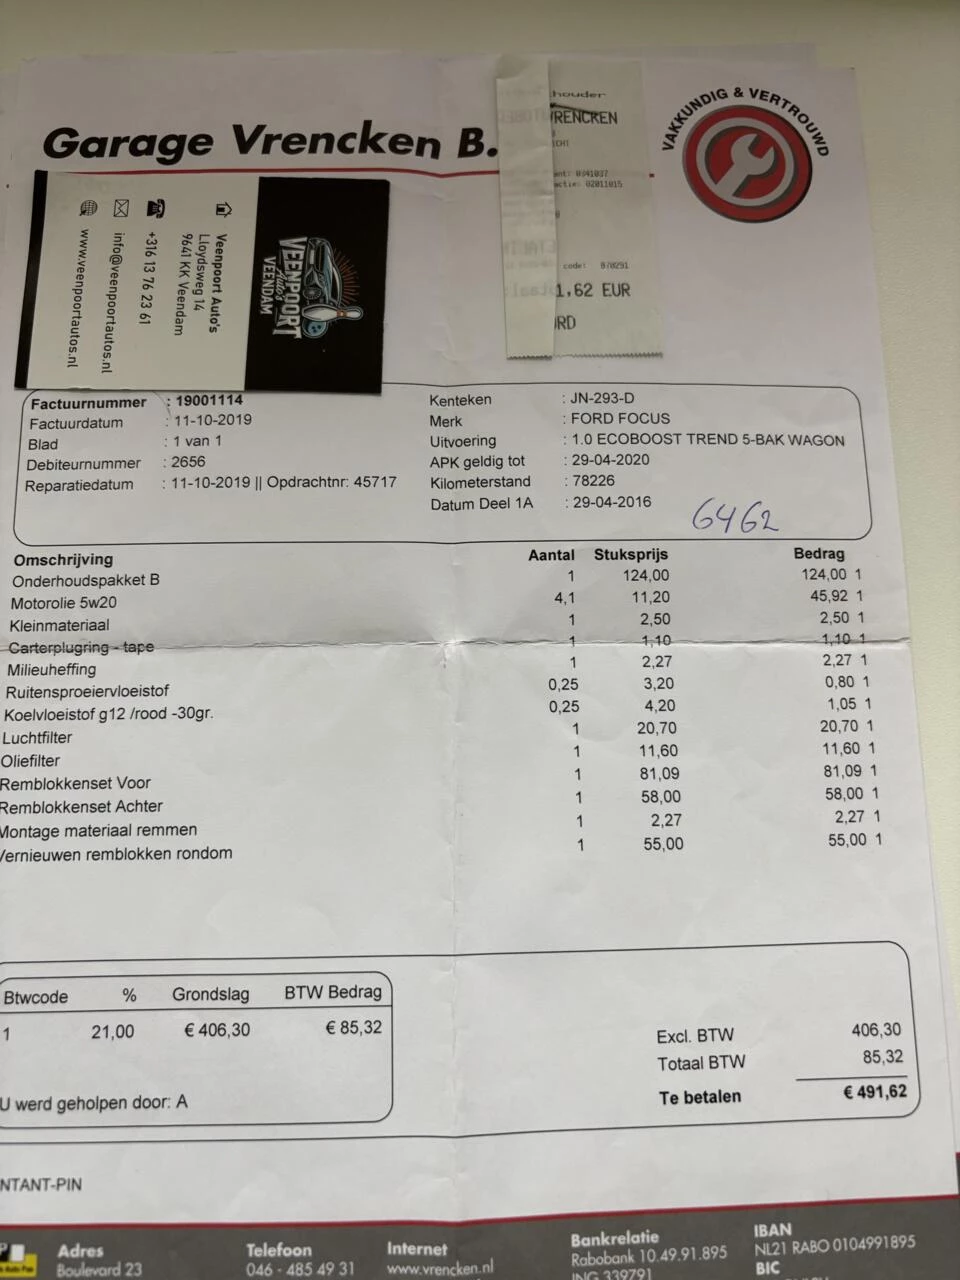 Garage Vrencken B.
VAKKUNDIG & VERTROUWD
houder
VRENCKEN
CHT
ent: 0341037
actie: 02011015
code: 070291
1,62 EUR
ORD
VEENPOORT
Auto's
VEENDAM
Veenpoort Auto's
Lloydsweg 14
9641 KK Veendam
+316 13 76 23 61
info@veenpoortautos.nl
www.veenpoortautos.nl
Factuurnummer : 19001114
Factuurdatum : 11-10-2019
Blad : 1 van 1
Debiteurnummer : 2656
Reparatiedatum : 11-10-2019 || Opdrachtnr: 45717
Kenteken : JN-293-D
Merk : FORD FOCUS
Uitvoering : 1.0 ECOBOOST TREND 5-BAK WAGON
APK geldig tot : 29-04-2020
Kilometerstand : 78226
Datum Deel 1A : 29-04-2016
6462
Omschrijving Aantal Stuksprijs Bedrag
Onderhoudspakket B 1 124,00 124,00 1
Motorolie 5w20 4,1 11,20 45,92 1
Kleinmateriaal 1 2,50 2,50 1
Carterplugring - tape 1 1,10 1,10 1
Milieuheffing 1 2,27 2,27 1
Ruitensproeiervloeistof 0,25 3,20 0,80 1
Koelvloeistof g12 /rood -30gr. 0,25 4,20 1,05 1
Luchtfilter 1 20,70 20,70 1
Oliefilter 1 11,60 11,60 1
Remblokkenset Voor 1 81,09 81,09 1
Remblokkenset Achter 1 58,00 58,00 1
Montage materiaal remmen 1 2,27 2,27 1
Vernieuwen remblokken rondom 1 55,00 55,00 1
Btwcode % Grondslag BTW Bedrag
1 21,00 € 406,30 € 85,32
U werd geholpen door: A
Excl. BTW 406,30
Totaal BTW 85,32
Te betalen € 491,62
NTANT-PIN
Adres
Boulevard 23
Telefoon
046 - 485 49 31
Internet
www.vrencken.nl
Bankrelatie
Rabobank 10.49.91.895
ING 339791
IBAN
NL21 RABO 0104991895
BIC